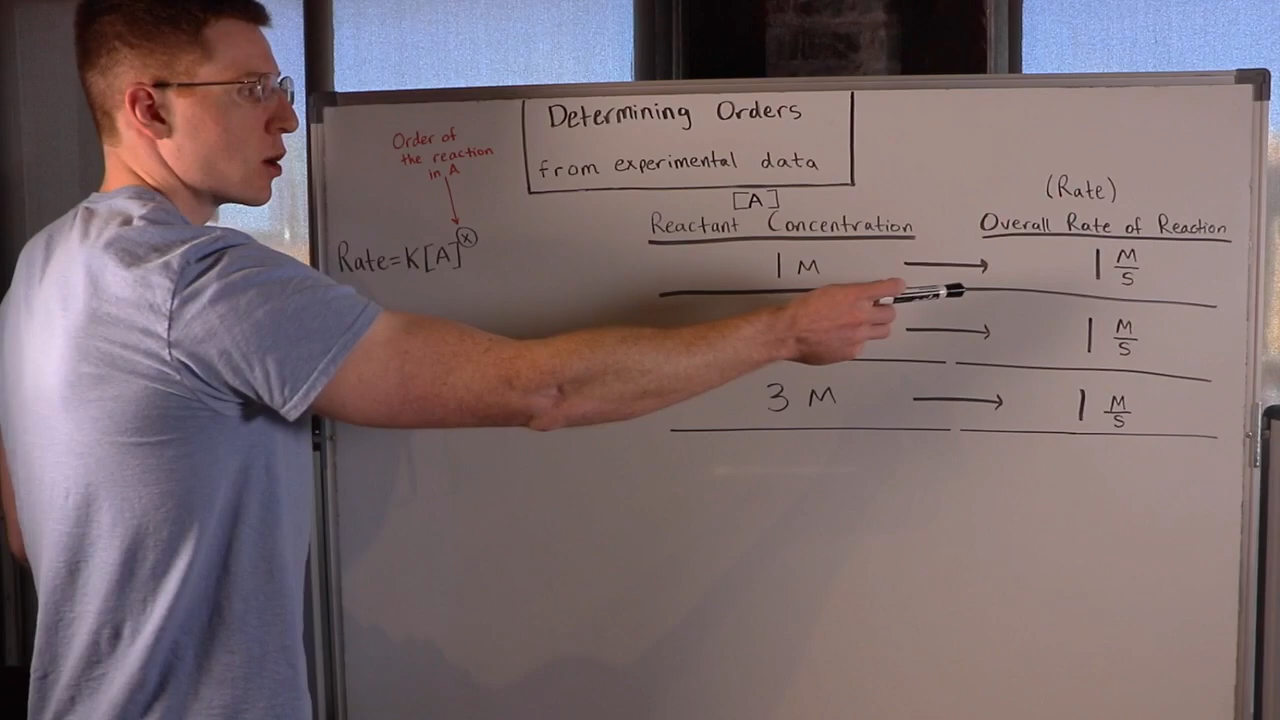 Determining Orders
from experimental data
Order of
the reaction
in A
Rate=K[A]ˣ
[A]
Reactant Concentration
(Rate)
Overall Rate of Reaction
1 M → 1 M/S
→ 1 M/S
3 M → 1 M/S